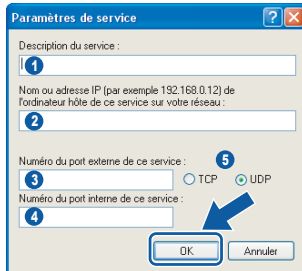 Paramètres de service
Description du service :
1
Nom ou adresse IP (par exemple 192.168.0.12) de
l'ordinateur hôte de ce service sur votre réseau :
2
Numéro du port externe de ce service :
5
3
TCP
UDP
Numéro du port interne de ce service :
4
OK
Annuler